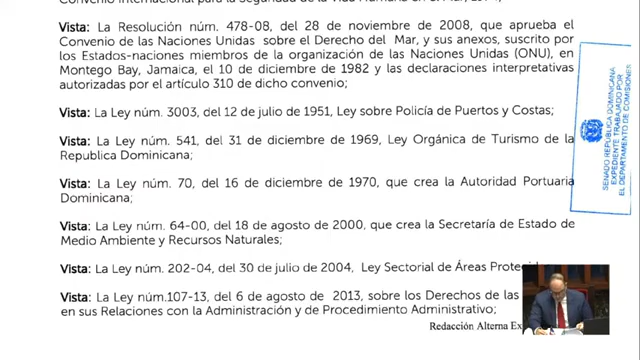 Convenio Internacional para la Seguridad de la Vida Humana en el Mar, 1974;
Vista: La Resolución núm. 478-08, del 28 de noviembre de 2008, que aprueba el
Convenio de las Naciones Unidas sobre el Derecho del Mar, y sus anexos, suscrito por
los Estados-naciones miembros de la organización de las Naciones Unidas (ONU), en
Montego Bay, Jamaica, el 10 de diciembre de 1982 y las declaraciones interpretativas
autorizadas por el artículo 310 de dicho convenio;
Vista: La Ley núm. 3003, del 12 de julio de 1951, Ley sobre Policía de Puertos y Costas;
Vista: La Ley núm. 541, del 31 de diciembre de 1969, Ley Orgánica de Turismo de la
Republica Dominicana;
Vista: La Ley núm. 70, del 16 de diciembre de 1970, que crea la Autoridad Portuaria
Dominicana;
Vista: La Ley núm. 64-00, del 18 de agosto de 2000, que crea la Secretaría de Estado de
Medio Ambiente y Recursos Naturales;
Vista: La Ley núm. 202-04, del 30 de julio de 2004, Ley Sectorial de Áreas
Vista: La Ley núm.107-13, del 6 de agosto de 2013, sobre los Derechos de las
en sus Relaciones con la Administración y de Procedimiento Administrativo;
Redacción Alterna
SENADO REPÚBLICA DOMINICANA
EXPEDIENTE TRABAJADO POR
EL DEPARTAMENTO DE COMISIONES